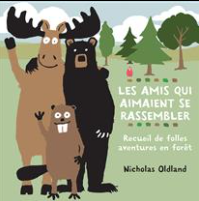 LES AMIS QUI
AIMAIENT SE
RASSEMBLER
Recueil de folles
aventures en forêt
Nicholas Oldland